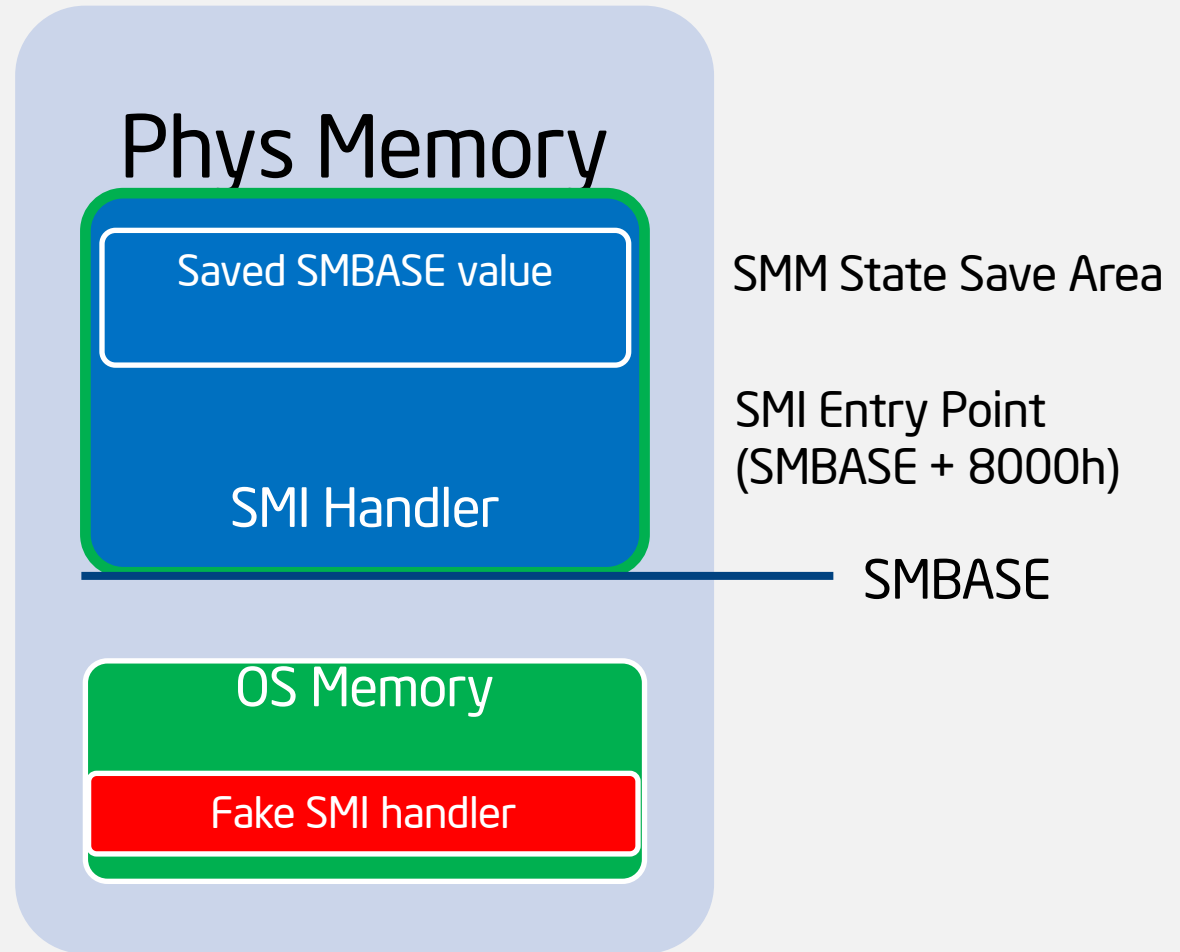 Phys Memory
Saved SMBASE value
SMM State Save Area
SMI Entry Point
(SMBASE + 8000h)
SMI Handler
SMBASE
OS Memory
Fake SMI handler